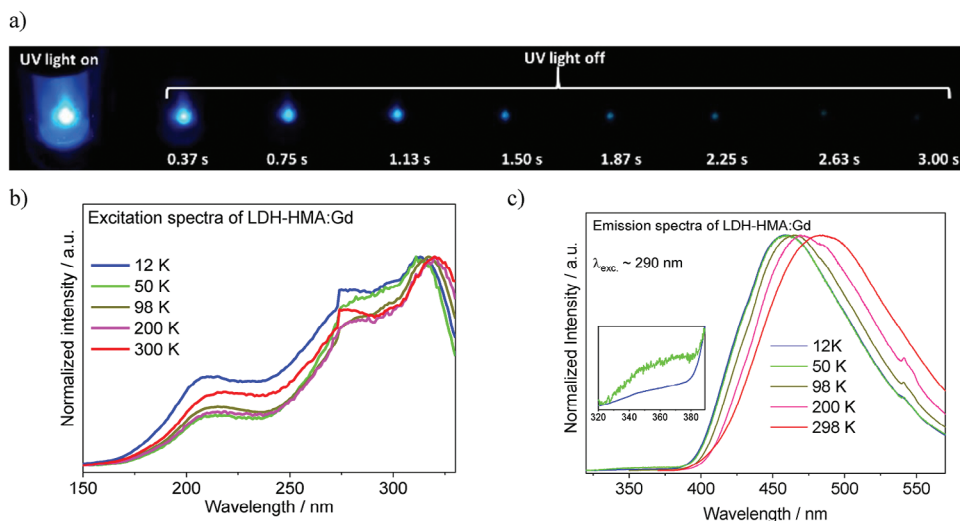 a)
UV light on
UV light off
0.37 s 0.75 s 1.13 s 1.50 s 1.87 s 2.25 s 2.63 s 3.00 s
b)
Excitation spectra of LDH-HMA:Gd
12 K
50 K
98 K
200 K
300 K
Normalized intensity / a.u.
150 200 250 300
Wavelength / nm
c)
Emission spectra of LDH-HMA:Gd
λexc. ~ 290 nm
320 340 360 380
12K
50 K
98 K
200 K
298 K
Normalized Intensity / a.u.
350 400 450 500 550
Wavelength / nm